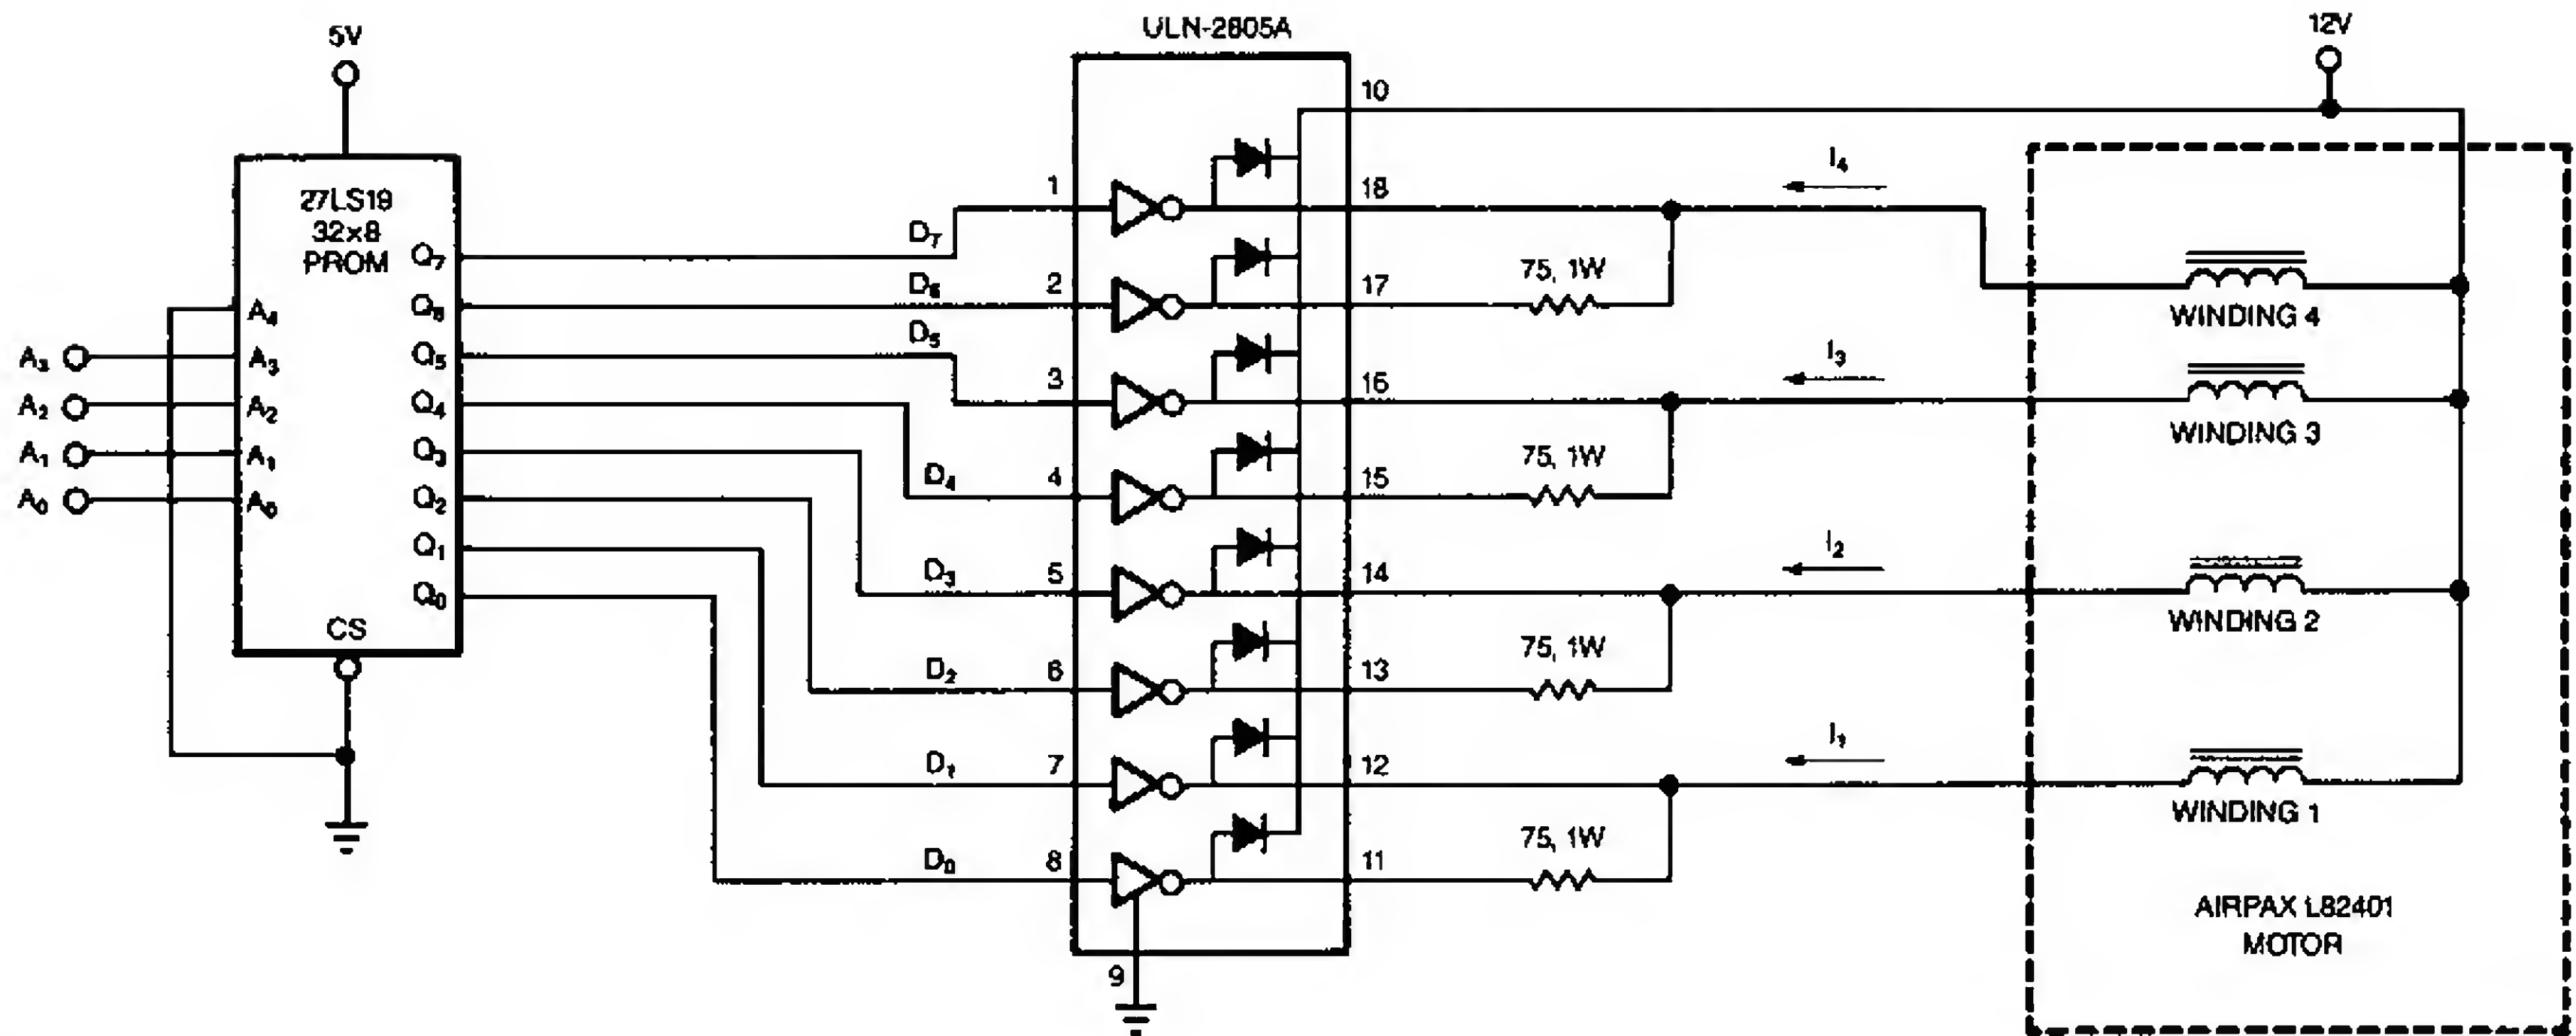 5V
ULN-2805A
12V
27LS19
32×8
PROM
A₄
A₃
A₂
A₁
A₀
A₃
A₂
A₁
A₀
Q₇
Q₆
Q₅
Q₄
Q₃
Q₂
Q₁
Q₀
CS
D₇
D₆
D₅
D₄
D₃
D₂
D₁
D₀
1
2
3
4
5
6
7
8
9
10
18
17
16
15
14
13
12
11
75, 1W
75, 1W
75, 1W
75, 1W
I₄
I₃
I₂
I₁
WINDING 4
WINDING 3
WINDING 2
WINDING 1
AIRPAX L82401
MOTOR